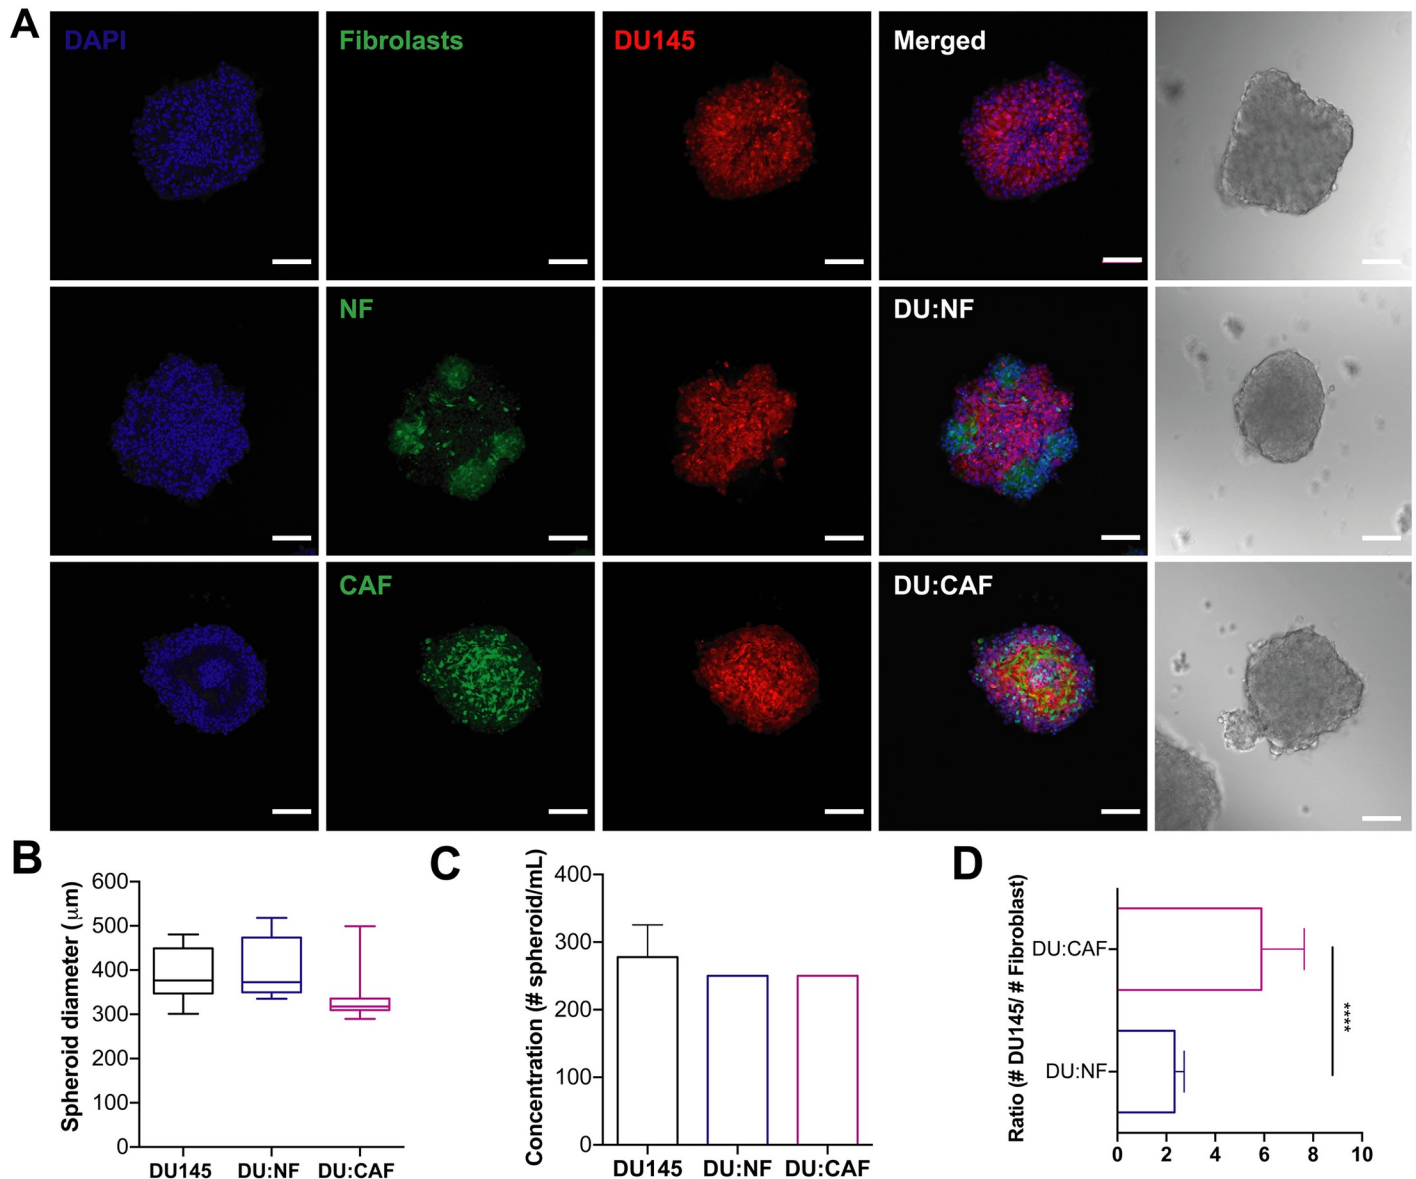 A
DAPI
Fibrolasts
DU145
Merged
NF
DU:NF
CAF
DU:CAF
B
Spheroid diameter (μm)
600
500
400
300
200
100
0
DU145
DU:NF
DU:CAF
C
Concentration (# spheroid/mL)
400
300
200
100
0
DU145
DU:NF
DU:CAF
D
Ratio (# DU145/ # Fibroblast)
DU:CAF
DU:NF
****
0
2
4
6
8
10